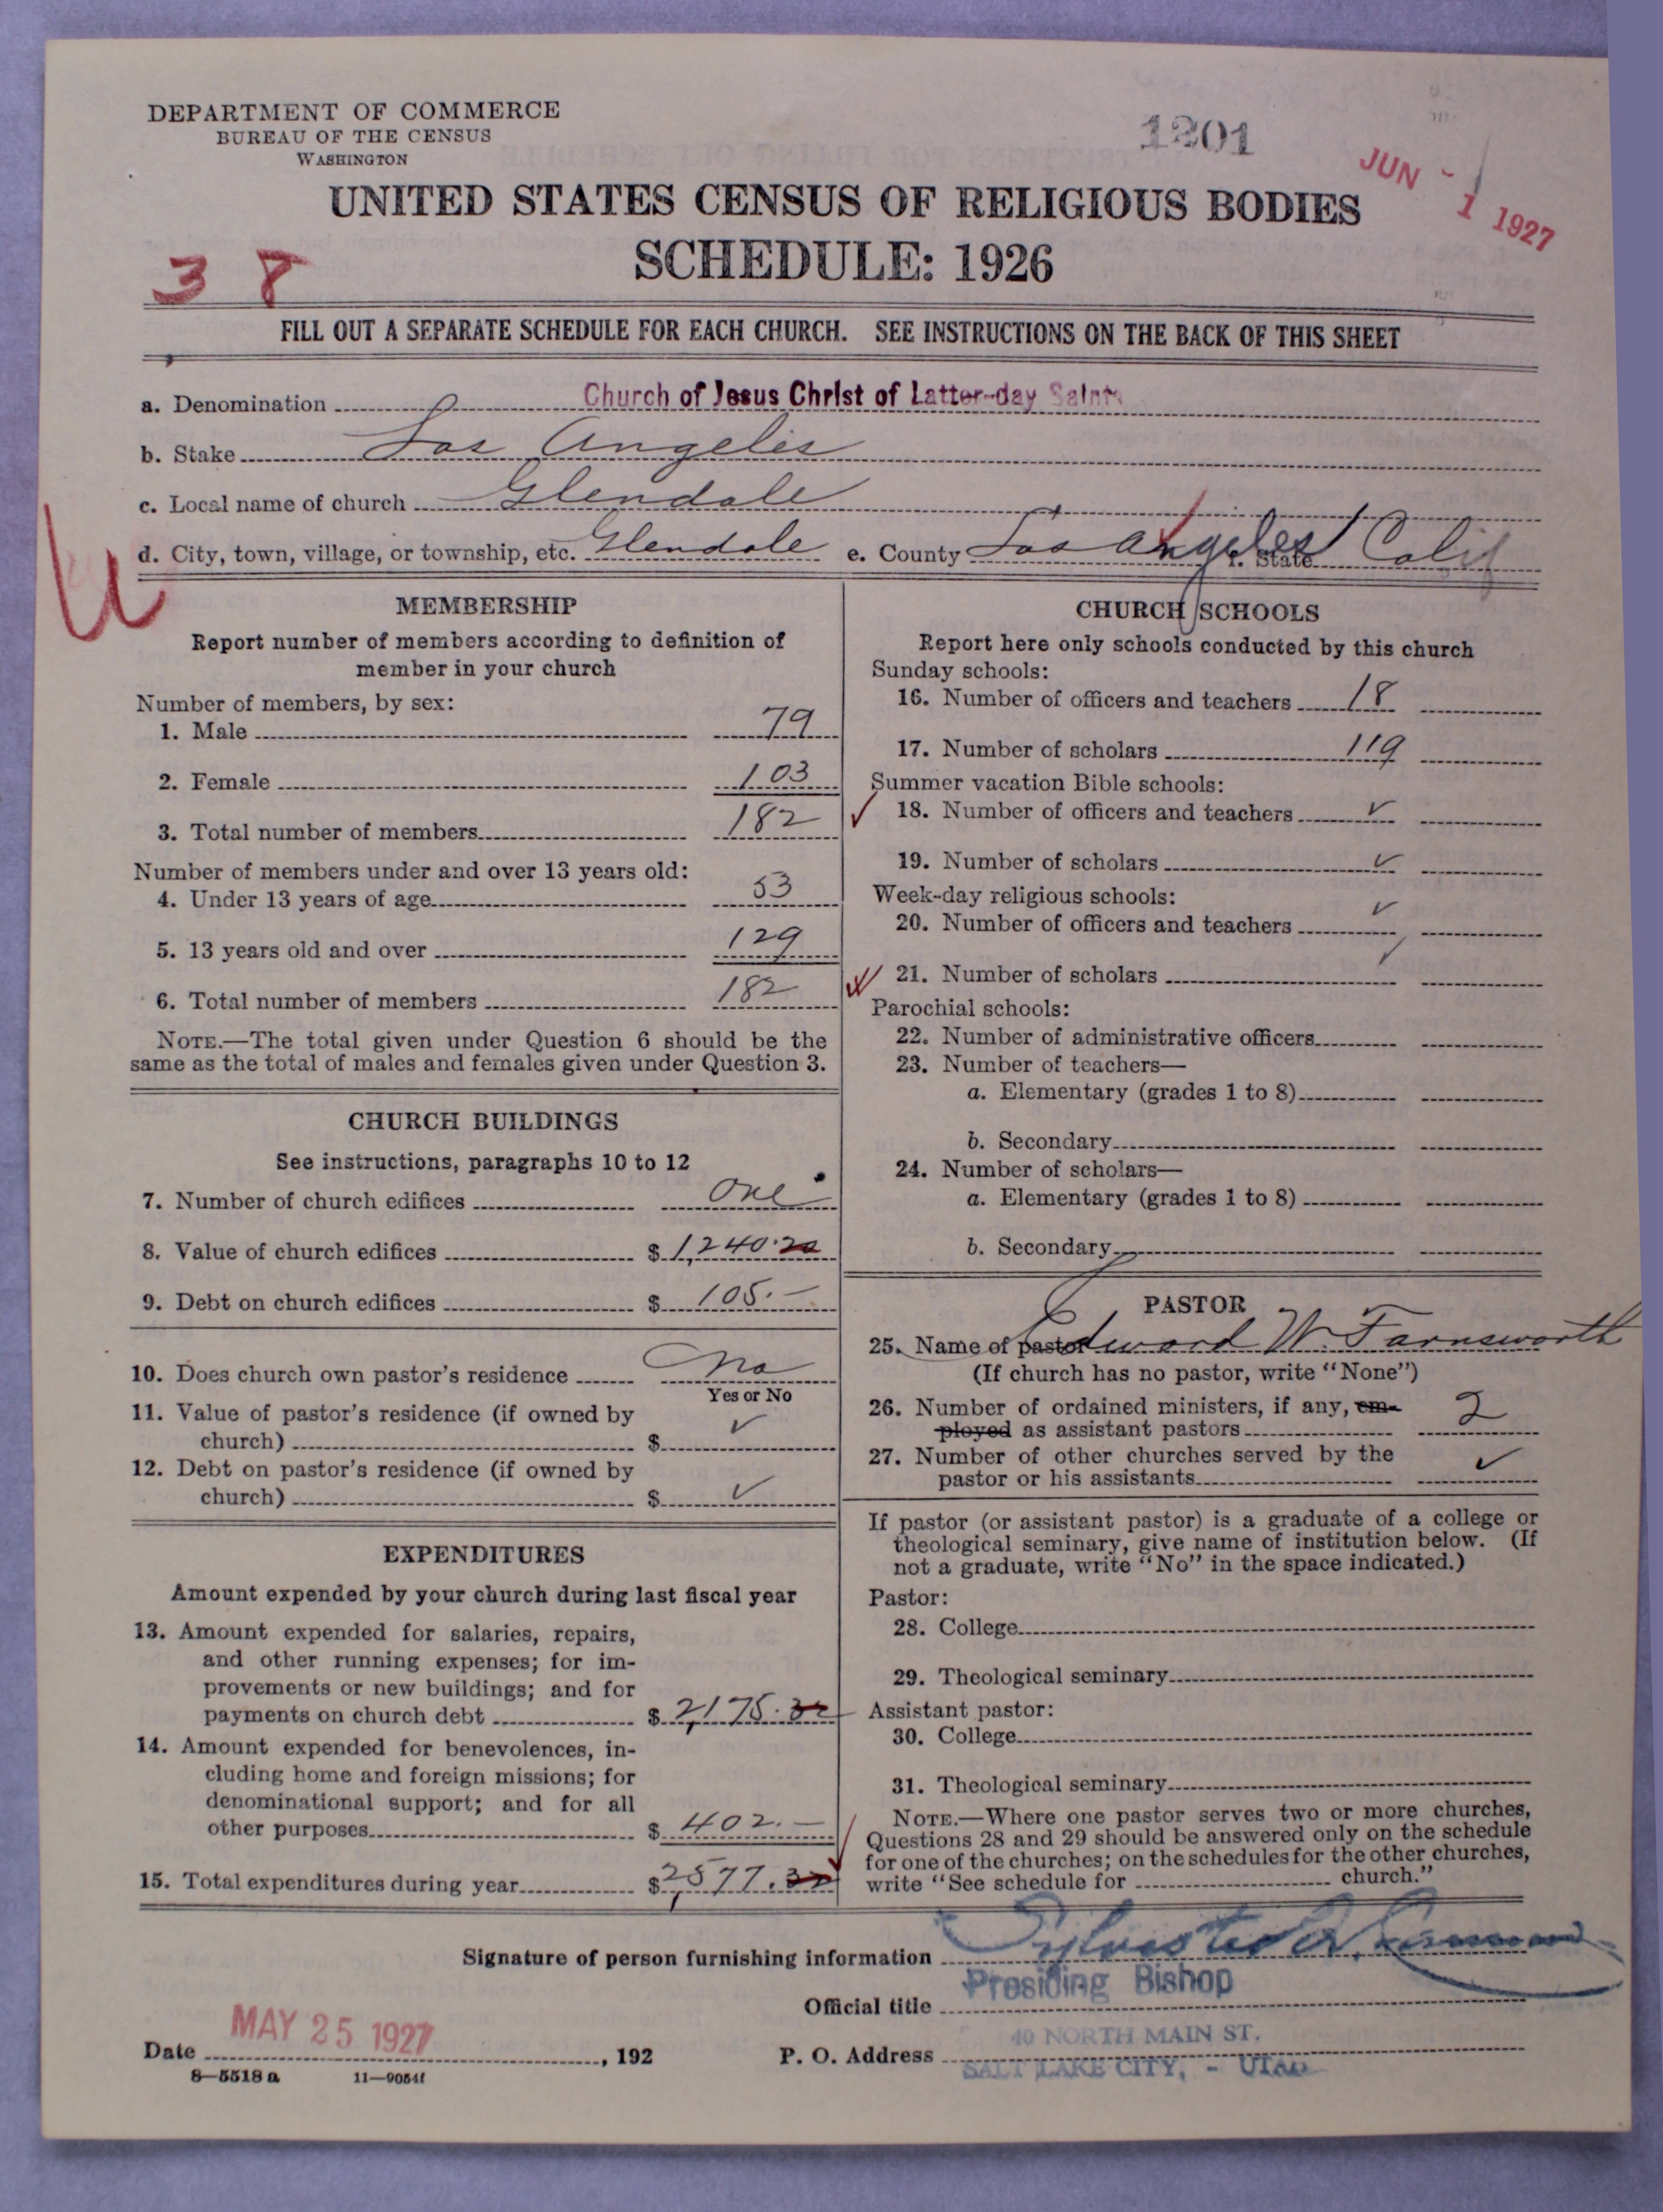 DEPARTMENT OF COMMERCE
BUREAU OF THE CENSUS
WASHINGTON
1201
JUN - 1 1927
UNITED STATES CENSUS OF RELIGIOUS BODIES
SCHEDULE: 1926
3 8
FILL OUT A SEPARATE SCHEDULE FOR EACH CHURCH. SEE INSTRUCTIONS ON THE BACK OF THIS SHEET
a. Denomination Church of Jesus Christ of Latter-day Saints
b. Stake Los Angeles
c. Local name of church Glendale
d. City, town, village, or township, etc. Glendale e. County Los Angeles f. State Calif
MEMBERSHIP
Report number of members according to definition of
member in your church
Number of members, by sex:
1. Male 79
2. Female 103
3. Total number of members 182
Number of members under and over 13 years old:
4. Under 13 years of age 53
5. 13 years old and over 129
6. Total number of members 182
NOTE.—The total given under Question 6 should be the
same as the total of males and females given under Question 3.
CHURCH BUILDINGS
See instructions, paragraphs 10 to 12
7. Number of church edifices One
8. Value of church edifices $ 1,240.20
9. Debt on church edifices $ 105.—
10. Does church own pastor's residence No
Yes or No
11. Value of pastor's residence (if owned by
church) $ ✓
12. Debt on pastor's residence (if owned by
church) $ ✓
EXPENDITURES
Amount expended by your church during last fiscal year
13. Amount expended for salaries, repairs,
and other running expenses; for im-
provements or new buildings; and for
payments on church debt $ 2,175.32
14. Amount expended for benevolences, in-
cluding home and foreign missions; for
denominational support; and for all
other purposes $ 402.—
15. Total expenditures during year $ 2,577.32
CHURCH SCHOOLS
Report here only schools conducted by this church
Sunday schools:
16. Number of officers and teachers 18
17. Number of scholars 119
Summer vacation Bible schools:
✓ 18. Number of officers and teachers ✓
19. Number of scholars ✓
Week-day religious schools:
20. Number of officers and teachers ✓
21. Number of scholars ✓
Parochial schools:
22. Number of administrative officers
23. Number of teachers—
a. Elementary (grades 1 to 8)
b. Secondary
24. Number of scholars—
a. Elementary (grades 1 to 8)
b. Secondary
PASTOR
25. Name of pastor Edward W. Farnsworth
(If church has no pastor, write "None")
26. Number of ordained ministers, if any, em-
ployed as assistant pastors 2
27. Number of other churches served by the
pastor or his assistants ✓
If pastor (or assistant pastor) is a graduate of a college or
theological seminary, give name of institution below. (If
not a graduate, write "No" in the space indicated.)
Pastor:
28. College
29. Theological seminary
Assistant pastor:
30. College
31. Theological seminary
NOTE.—Where one pastor serves two or more churches,
Questions 28 and 29 should be answered only on the schedule
for one of the churches; on the schedules for the other churches,
write "See schedule for church."
Signature of person furnishing information Sylvester Q. Cannon
Official title Presiding Bishop
Date MAY 25 1927, 192
P. O. Address 40 NORTH MAIN ST.
SALT LAKE CITY, - UTAH
8—5518 a 11—9054f